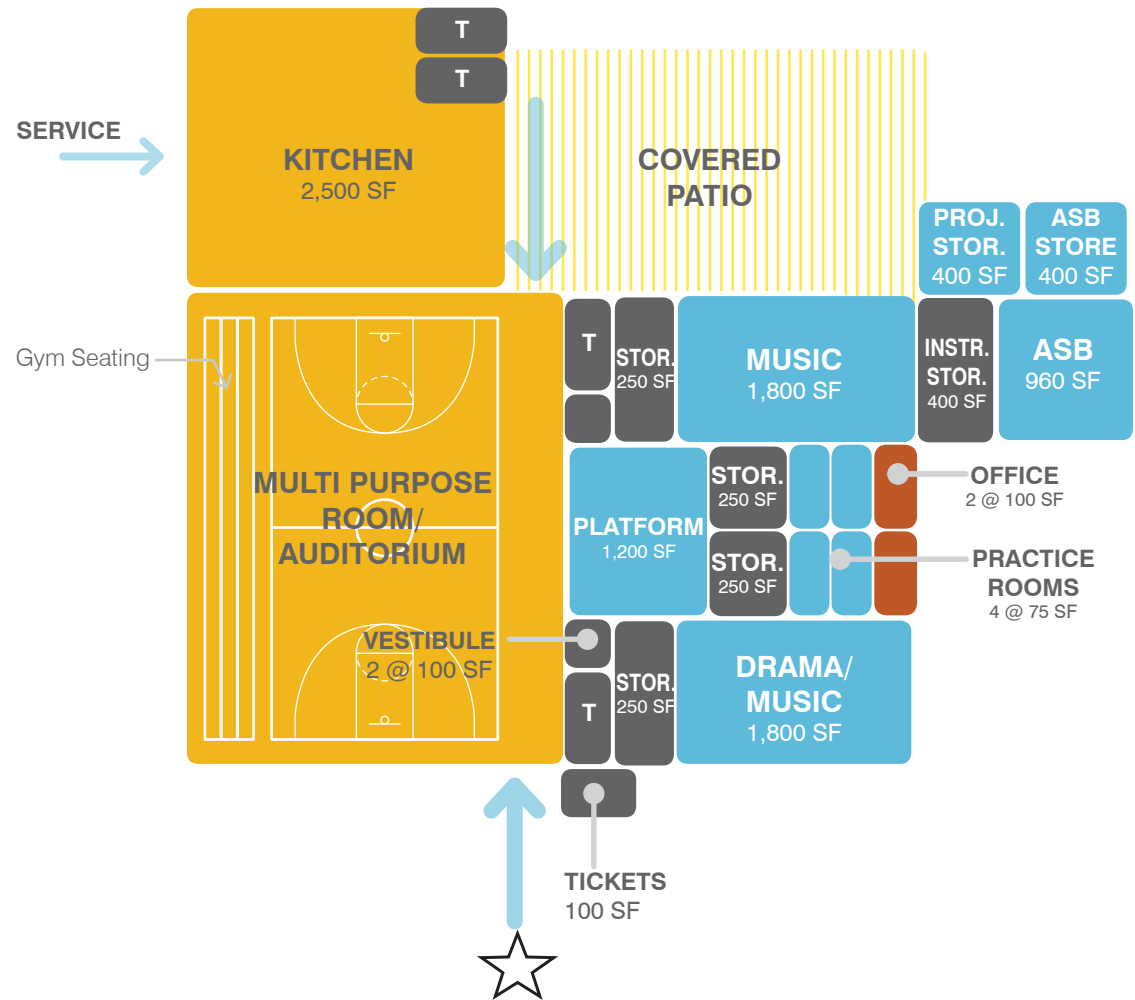 T
T
SERVICE
KITCHEN
2,500 SF
COVERED
PATIO
PROJ.
STOR.
400 SF
ASB
STORE
400 SF
Gym Seating
T
STOR.
250 SF
MUSIC
1,800 SF
INSTR.
STOR.
400 SF
ASB
960 SF
MULTI PURPOSE
ROOM/
AUDITORIUM
PLATFORM
1,200 SF
STOR.
250 SF
STOR.
250 SF
OFFICE
2 @ 100 SF
PRACTICE
ROOMS
4 @ 75 SF
VESTIBULE
2 @ 100 SF
T
STOR.
250 SF
DRAMA/
MUSIC
1,800 SF
TICKETS
100 SF